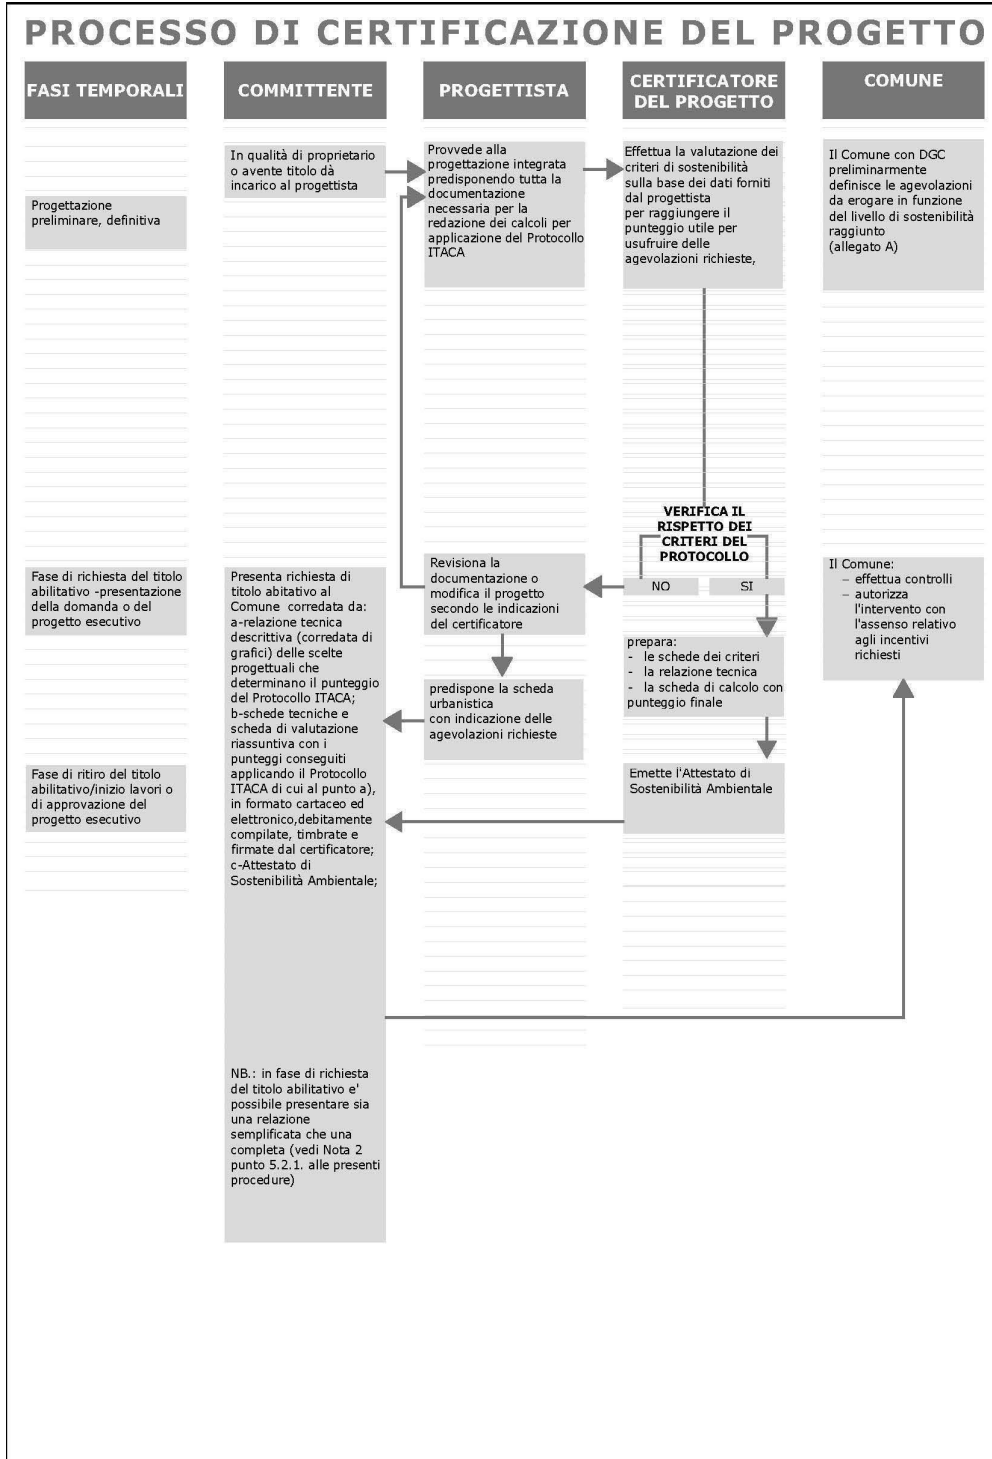 PROCESSO DI CERTIFICAZIONE DEL PROGETTO
FASI TEMPORALI
COMMITTENTE
PROGETTISTA
CERTIFICATORE
DEL PROGETTO
COMUNE
In qualità di proprietario
o avente titolo dà
incarico al progettista
Provvede alla
progettazione integrata
predisponendo tutta la
documentazione
necessaria per la
redazione dei calcoli per
applicazione del Protocollo
ITACA
Effettua la valutazione dei
criteri di sostenibilità
sulla base dei dati forniti
dal progettista
per raggiungere il
punteggio utile per
usufruire delle
agevolazioni richieste,
Il Comune con DGC
preliminarmente
definisce le agevolazioni
da erogare in funzione
del livello di sostenibilità
raggiunto
(allegato A)
Progettazione
preliminare, definitiva
VERIFICA IL
RISPETTO DEI
CRITERI DEL
PROTOCOLLO
NO
SI
Fase di richiesta del titolo
abilitativo -presentazione
della domanda o del
progetto esecutivo
Presenta richiesta di
titolo abitativo al
Comune corredata da:
a-relazione tecnica
descrittiva (corredata di
grafici) delle scelte
progettuali che
determinano il punteggio
del Protocollo ITACA;
b-schede tecniche e
scheda di valutazione
riassuntiva con i
punteggi conseguiti
applicando il Protocollo
ITACA di cui al punto a),
in formato cartaceo ed
elettronico,debitamente
compilate, timbrate e
firmate dal certificatore;
c-Attestato di
Sostenibilità Ambientale;
Revisiona la
documentazione o
modifica il progetto
secondo le indicazioni
del certificatore
predispone la scheda
urbanistica
con indicazione delle
agevolazioni richieste
prepara:
- le schede dei criteri
- la relazione tecnica
- la scheda di calcolo con
punteggio finale
Emette l'Attestato di
Sostenibilità Ambientale
Il Comune:
– effettua controlli
– autorizza
l'intervento con
l'assenso relativo
agli incentivi
richiesti
Fase di ritiro del titolo
abilitativo/inizio lavori o
di approvazione del
progetto esecutivo
NB.: in fase di richiesta
del titolo abilitativo e'
possibile presentare sia
una relazione
semplificata che una
completa (vedi Nota 2
punto 5.2.1. alle presenti
procedure)